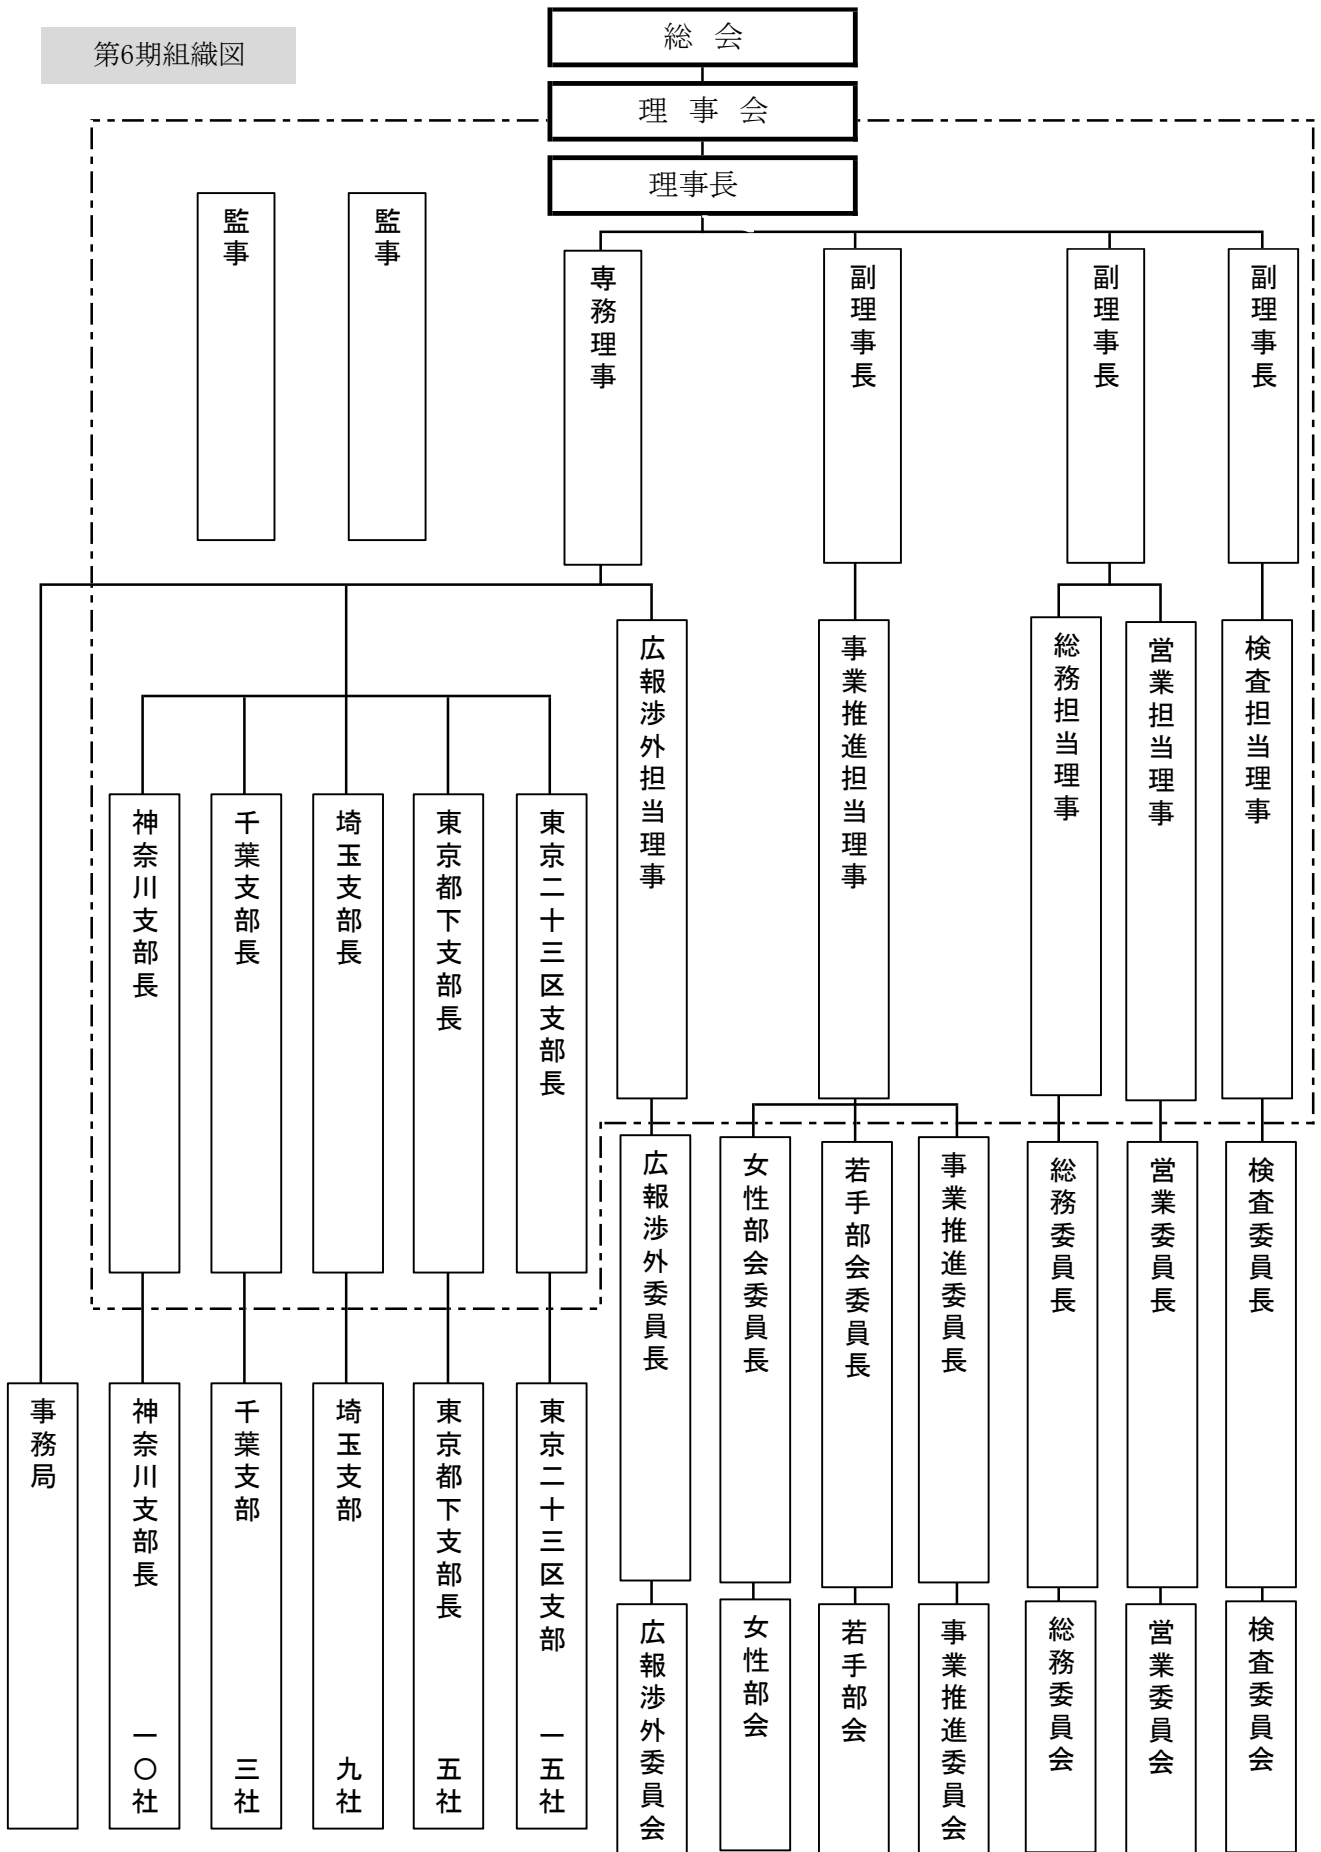 第6期組織図
総 会
理 事 会
理事長
監事
監事
専務理事
副理事長
副理事長
副理事長
広報渉外担当理事
事業推進担当理事
総務担当理事
営業担当理事
検査担当理事
神奈川支部長
千葉支部長
埼玉支部長
東京都下支部長
東京二十三区支部長
広報渉外委員長
女性部会委員長
若手部会委員長
事業推進委員長
総務委員長
営業委員長
検査委員長
事務局
神奈川支部長 一〇社
千葉支部 三社
埼玉支部 九社
東京都下支部長 五社
東京二十三区支部 一五社
広報渉外委員会
女性部会
若手部会
事業推進委員会
総務委員会
営業委員会
検査委員会